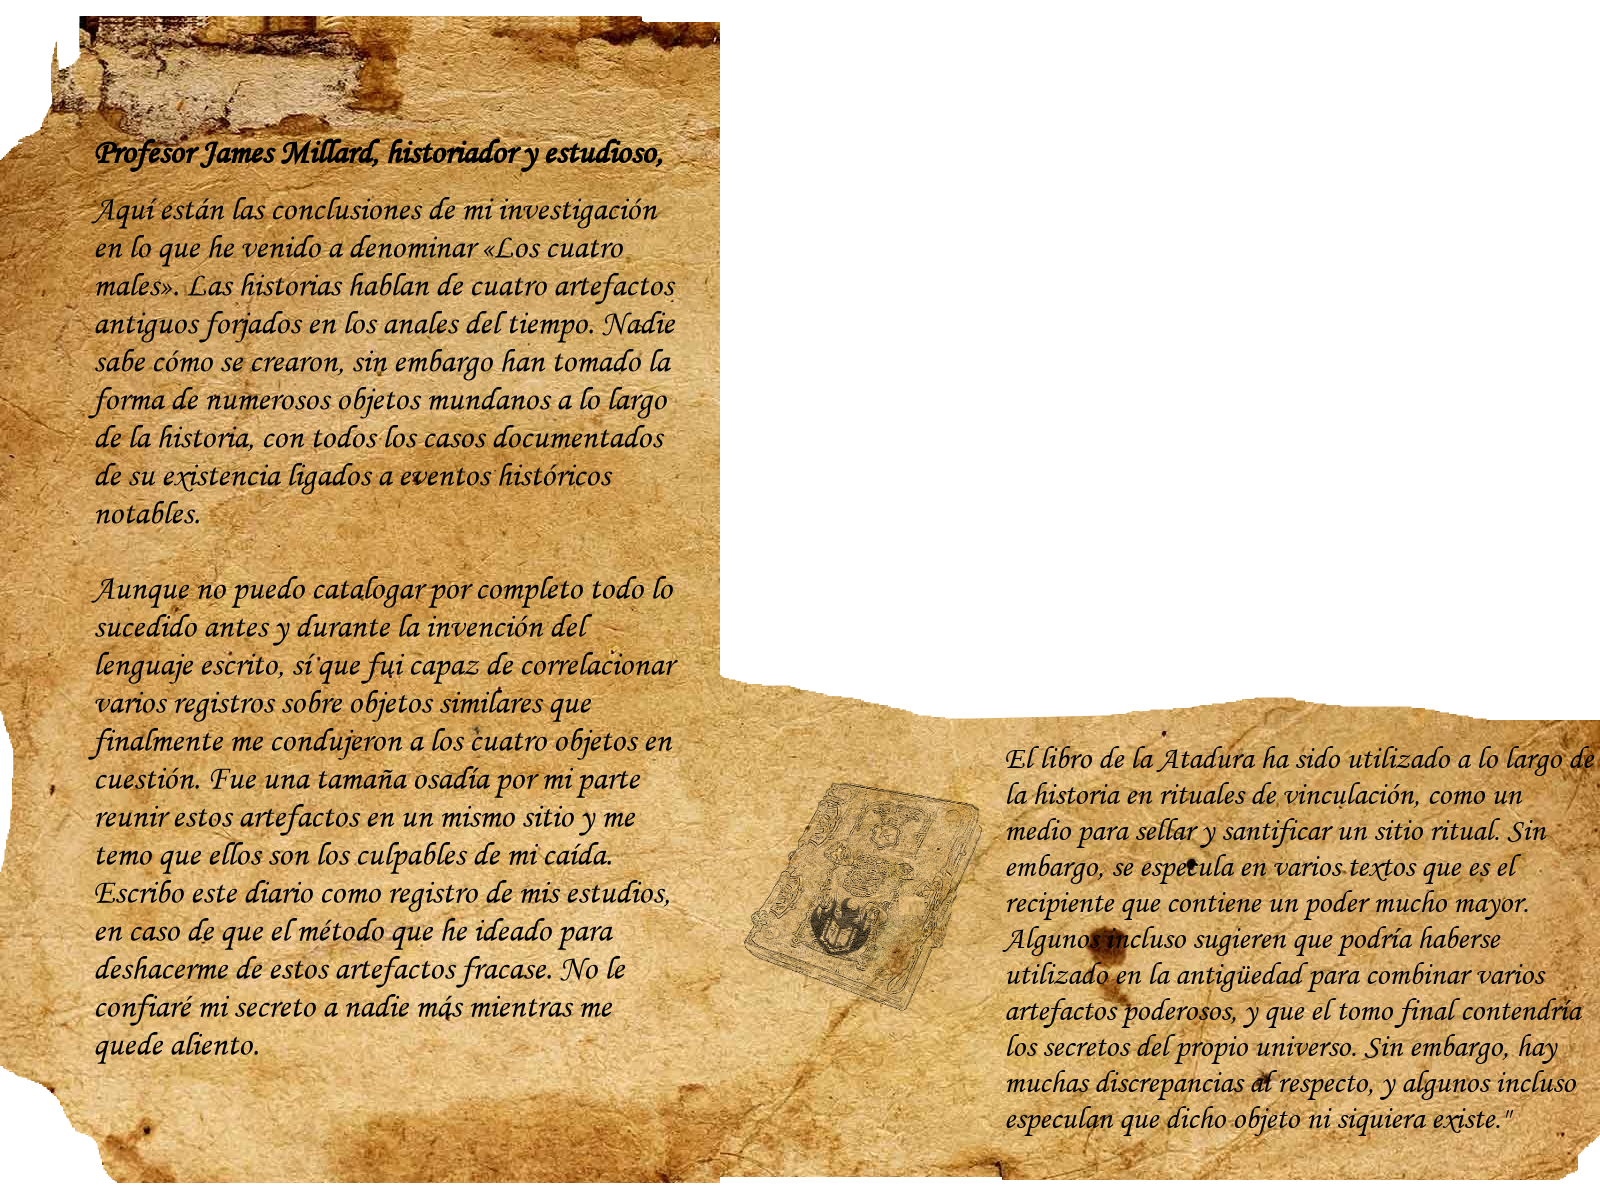 Profesor James Millard, historiador y estudioso,
Aquí están las conclusiones de mi investigación
en lo que he venido a denominar «Los cuatro
males». Las historias hablan de cuatro artefactos
antiguos forjados en los anales del tiempo. Nadie
sabe cómo se crearon, sin embargo han tomado la
forma de numerosos objetos mundanos a lo largo
de la historia, con todos los casos documentados
de su existencia ligados a eventos históricos
notables.
Aunque no puedo catalogar por completo todo lo
sucedido antes y durante la invención del
lenguaje escrito, sí que fui capaz de correlacionar
varios registros sobre objetos similares que
finalmente me condujeron a los cuatro objetos en
cuestión. Fue una tamaña osadía por mi parte
reunir estos artefactos en un mismo sitio y me
temo que ellos son los culpables de mi caída.
Escribo este diario como registro de mis estudios,
en caso de que el método que he ideado para
deshacerme de estos artefactos fracase. No le
confiaré mi secreto a nadie más mientras me
quede aliento.
El libro de la Atadura ha sido utilizado a lo largo de
la historia en rituales de vinculación, como un
medio para sellar y santificar un sitio ritual. Sin
embargo, se especula en varios textos que es el
recipiente que contiene un poder mucho mayor.
Algunos incluso sugieren que podría haberse
utilizado en la antigüedad para combinar varios
artefactos poderosos, y que el tomo final contendría
los secretos del propio universo. Sin embargo, hay
muchas discrepancias al respecto, y algunos incluso
especulan que dicho objeto ni siquiera existe."